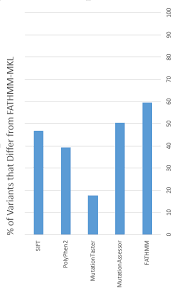 % of Variants that Differ from FATHMM-MKL
100
90
80
70
60
50
40
30
20
10
0
SIFT
PolyPhen2
MutationTaster
MutationAssessor
FATHMM